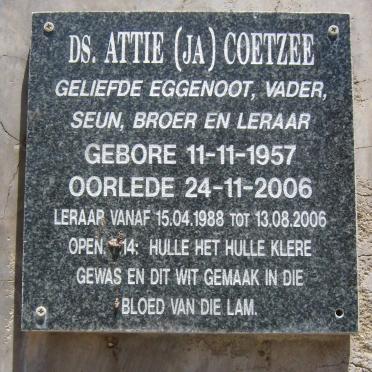 DS. ATTIE (JA) COETZEE
GELIEFDE EGGENOOT, VADER,
SEUN, BROER EN LERAAR
GEBORE 11-11-1957
OORLEDE 24-11-2006
LERAAR VANAF 15.04.1988 TOT 13.08.2006
OPEN 14: HULLE HET HULLE KLERE
GEWAS EN DIT WIT GEMAAK IN DIE
BLOED VAN DIE LAM.